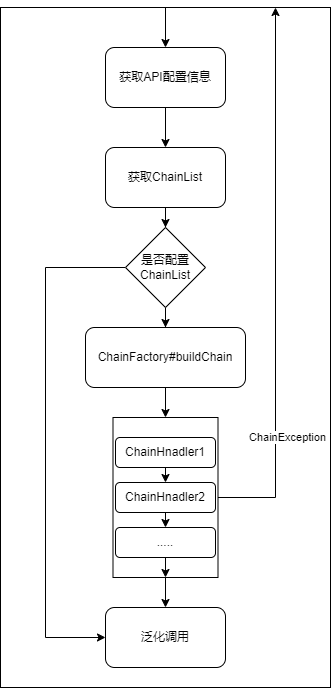 获取API配置信息
获取ChainList
是否配置
ChainList
ChainFactory#buildChain
ChainException
ChainHnadler1
ChainHnadler2
.....
泛化调用